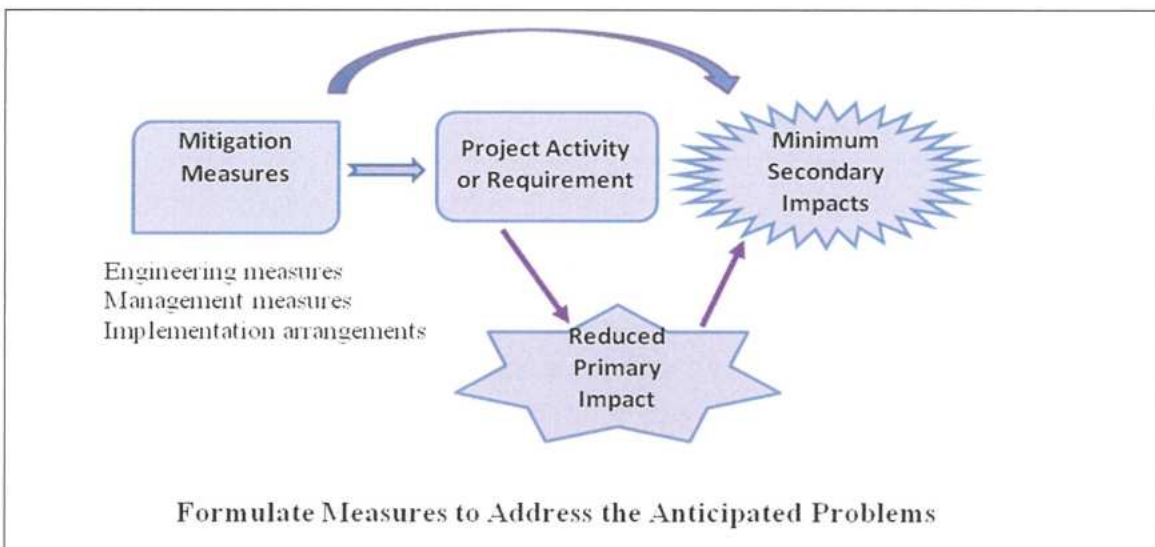 Mitigation
Measures
Project Activity
or Requirement
Minimum
Secondary
Impacts
Engineering measures
Management measures
Implementation arrangements
Reduced
Primary
Impact
Formulate Measures to Address the Anticipated Problems